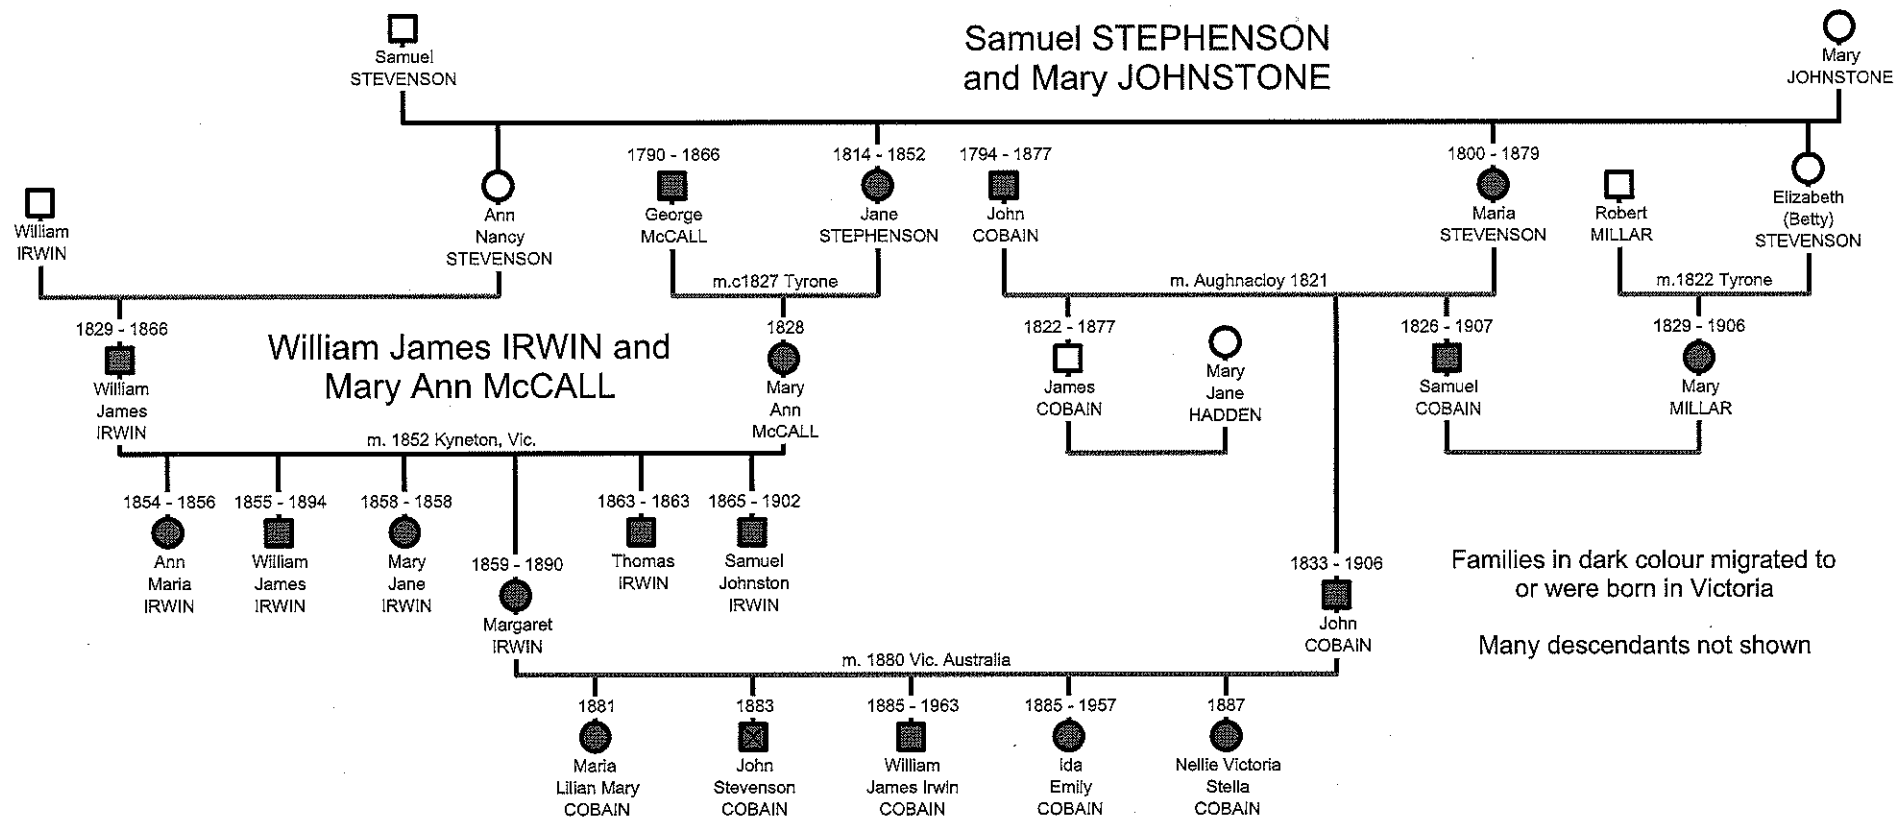 Samuel
STEVENSON
Samuel STEPHENSON
and Mary JOHNSTONE
Mary
JOHNSTONE
William
IRWIN
Ann
Nancy
STEVENSON
1790 - 1866
George
McCALL
1814 - 1852
Jane
STEPHENSON
1794 - 1877
John
COBAIN
1800 - 1879
Maria
STEVENSON
Robert
MILLAR
Elizabeth
(Betty)
STEVENSON
m.c1827 Tyrone
m. Aughnacloy 1821
m.1822 Tyrone
1829 - 1866
William
James
IRWIN
William James IRWIN and
Mary Ann McCALL
1828
Mary
Ann
McCALL
1822 - 1877
James
COBAIN
Mary
Jane
HADDEN
1826 - 1907
Samuel
COBAIN
1829 - 1906
Mary
MILLAR
m. 1852 Kyneton, Vic.
1854 - 1856
Ann
Maria
IRWIN
1855 - 1894
William
James
IRWIN
1858 - 1858
Mary
Jane
IRWIN
1859 - 1890
Margaret
IRWIN
1863 - 1863
Thomas
IRWIN
1865 - 1902
Samuel
Johnston
IRWIN
1833 - 1906
John
COBAIN
Families in dark colour migrated to
or were born in Victoria
Many descendants not shown
m. 1880 Vic. Australia
1881
Maria
Lilian Mary
COBAIN
1883
John
Stevenson
COBAIN
1885 - 1963
William
James Irwin
COBAIN
1885 - 1957
Ida
Emily
COBAIN
1887
Nellie Victoria
Stella
COBAIN